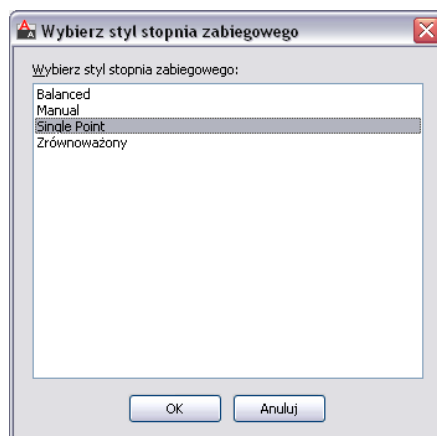 Wybierz styl stopnia zabiegowego
Wybierz styl stopnia zabiegowego:
Balanced
Manual
Single Point
Zrównoważony
OK
Anuluj